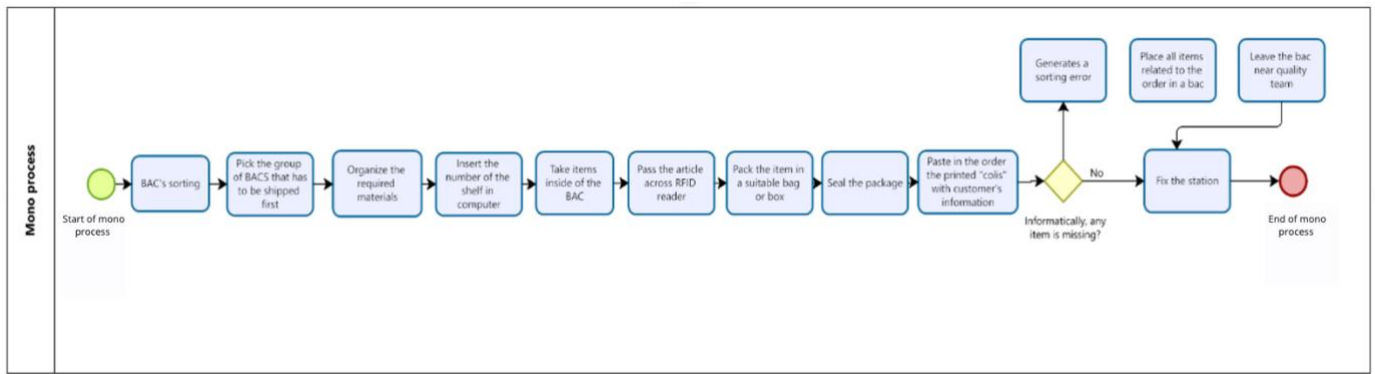 Mono process
Start of mono
process
BAC's sorting
Pick the group
of BACS that has
to be shipped
first
Organize the
required
materials
Insert the
number of the
shelf in
computer
Take items
inside of the
BAC
Pass the article
across RFID
reader
Pack the item in
a suitable bag
or box
Seal the package
Paste in the order
the printed "colis"
with customer's
information
Informatically, any
item is missing?
Generates a
sorting error
Place all items
related to the
order in a bac
Leave the bac
near quality
team
No
Fix the station
End of mono
process